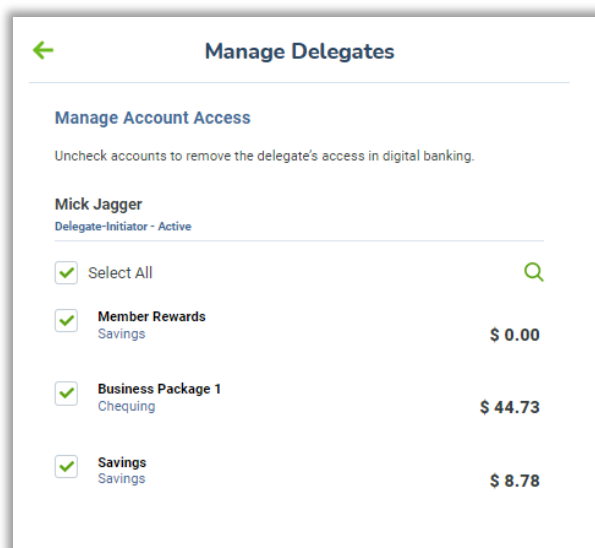 Manage Delegates
Manage Account Access
Uncheck accounts to remove the delegate's access in digital banking.
Mick Jagger
Delegate-Initiator - Active
Select All
Member Rewards
Savings
$ 0.00
Business Package 1
Chequing
$ 44.73
Savings
Savings
$ 8.78